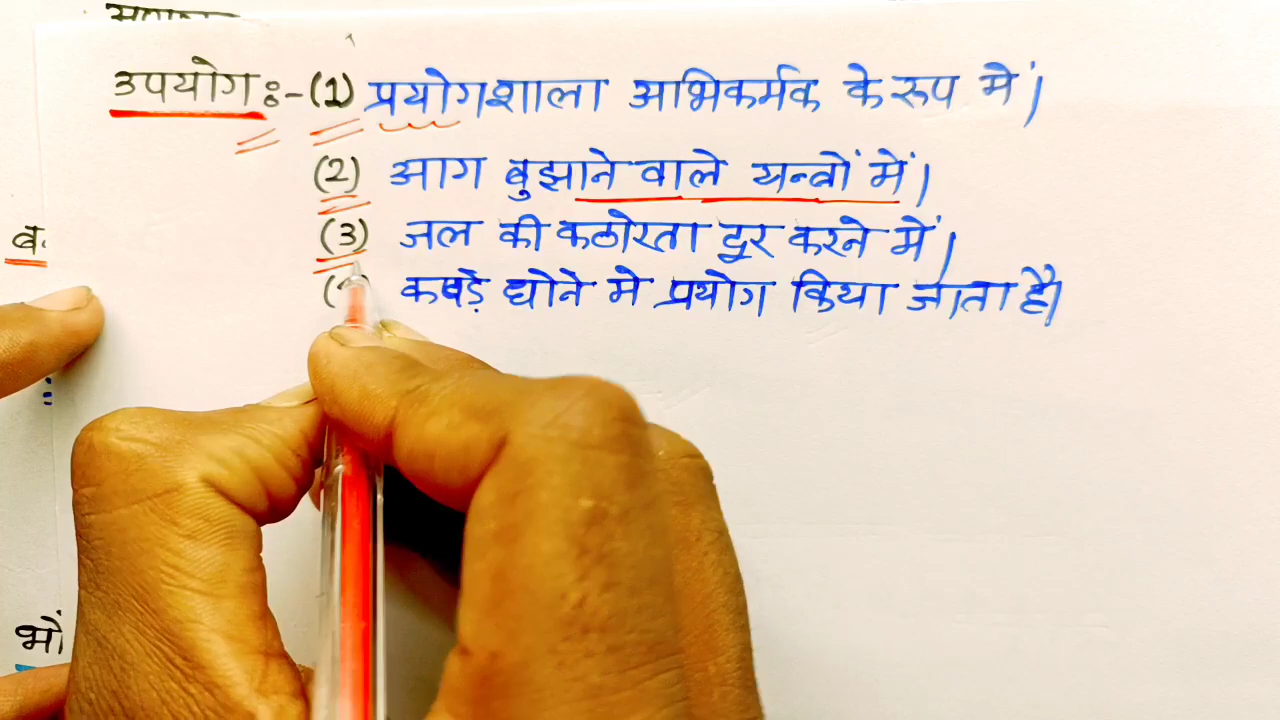 उपयोग :- (1) प्रयोगशाला अभिकर्मक के रूप में।
(2) आग बुझाने वाले यन्त्रों में।
(3) जल की कठोरता दूर करने में।
कपड़े धोने मे प्रयोग किया जाता है।
ब.
भौ